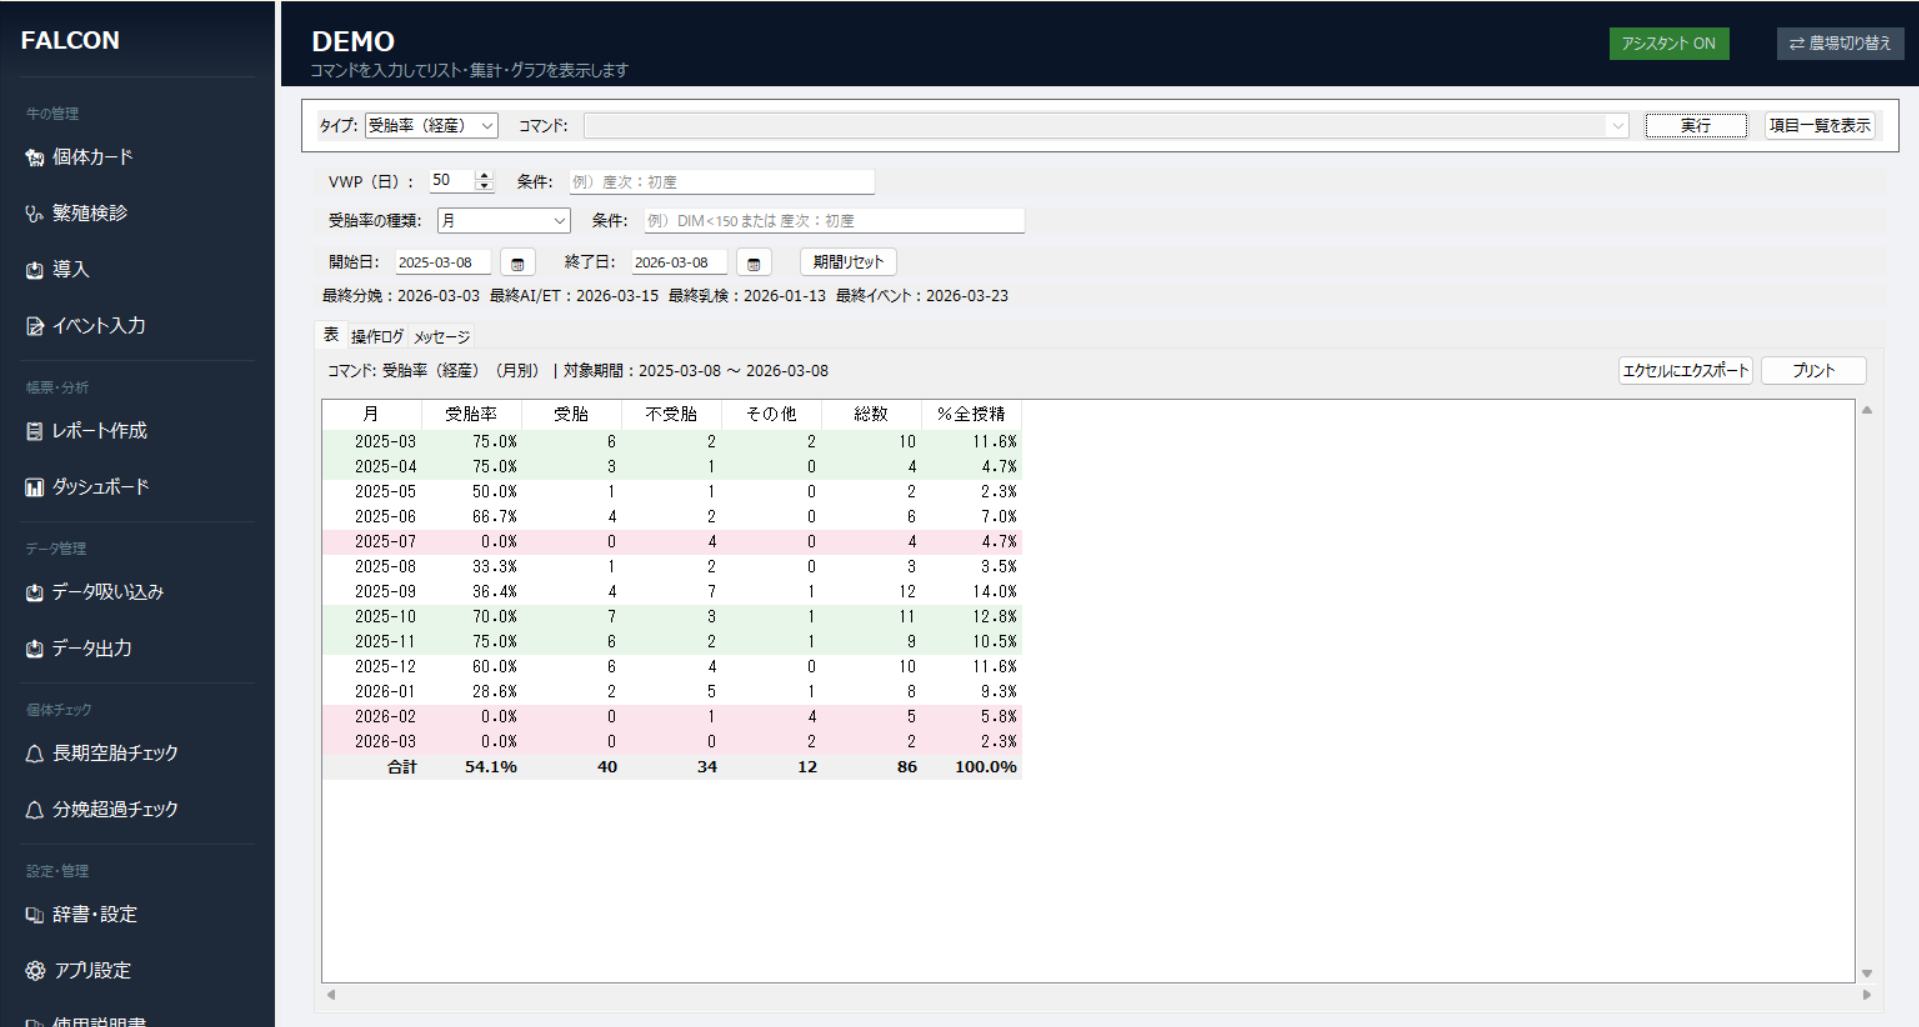 FALCON
牛の管理
個体カード
繁殖検診
導入
イベント入力
帳票・分析
レポート作成
ダッシュボード
データ管理
データ吸い込み
データ出力
個体チェック
長期空胎チェック
分娩超過チェック
設定・管理
辞書・設定
アプリ設定
使用説明書
DEMO
コマンドを入力してリスト・集計・グラフを表示します
アシスタント ON
⇄ 農場切り替え
タイプ: 受胎率（経産） コマンド: 実行 項目一覧を表示
VWP（日）: 50 条件: 例）産次：初産
受胎率の種類: 月 条件: 例）DIM<150 または 産次：初産
開始日: 2025-03-08 終了日: 2026-03-08 期間リセット
最終分娩：2026-03-03 最終AI/ET：2026-03-15 最終乳検：2026-01-13 最終イベント：2026-03-23
表 操作ログ メッセージ
コマンド: 受胎率（経産）（月別） | 対象期間：2025-03-08 ～ 2026-03-08 エクセルにエクスポート プリント
月 受胎率 受胎 不受胎 その他 総数 %全授精
2025-03 75.0% 6 2 2 10 11.6%
2025-04 75.0% 3 1 0 4 4.7%
2025-05 50.0% 1 1 0 2 2.3%
2025-06 66.7% 4 2 0 6 7.0%
2025-07 0.0% 0 4 0 4 4.7%
2025-08 33.3% 1 2 0 3 3.5%
2025-09 36.4% 4 7 1 12 14.0%
2025-10 70.0% 7 3 1 11 12.8%
2025-11 75.0% 6 2 1 9 10.5%
2025-12 60.0% 6 4 0 10 11.6%
2026-01 28.6% 2 5 1 8 9.3%
2026-02 0.0% 0 1 4 5 5.8%
2026-03 0.0% 0 0 2 2 2.3%
合計 54.1% 40 34 12 86 100.0%